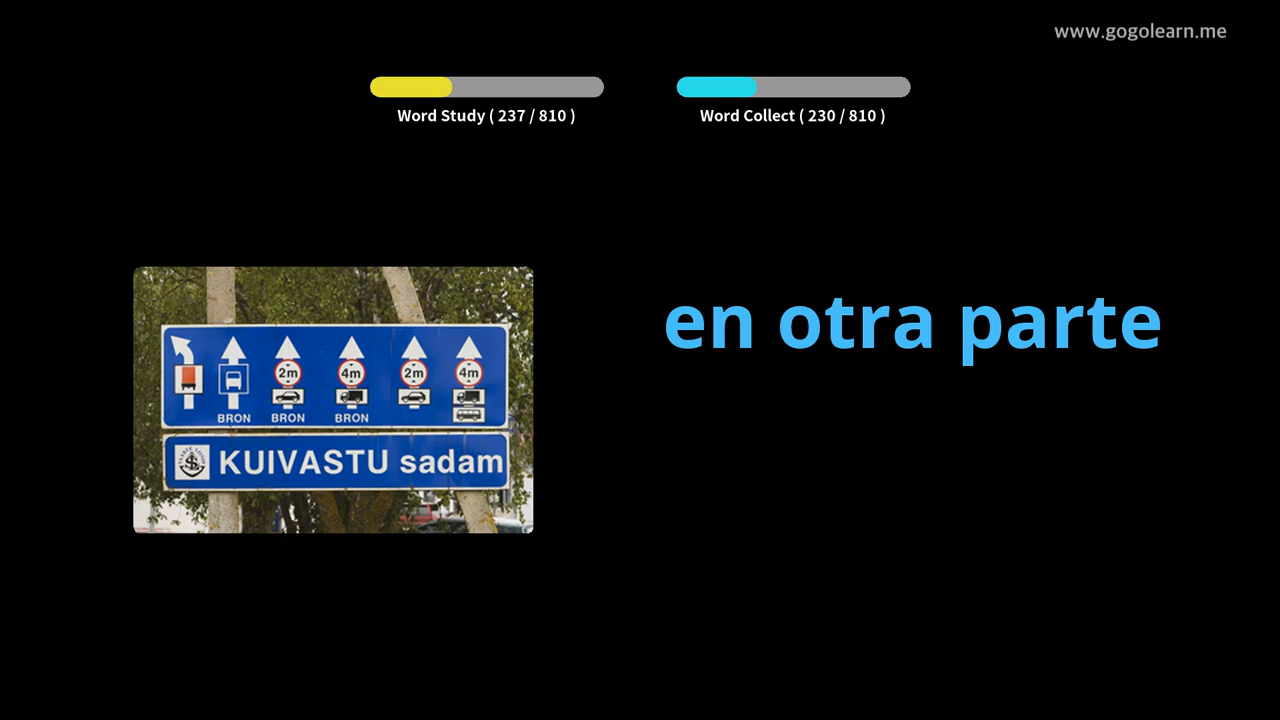 www.gogolearn.me
Word Study ( 237 / 810 )
Word Collect ( 230 / 810 )
en otra parte
2m 4m 2m 4m
BRON BRON BRON
KUIVASTU sadam